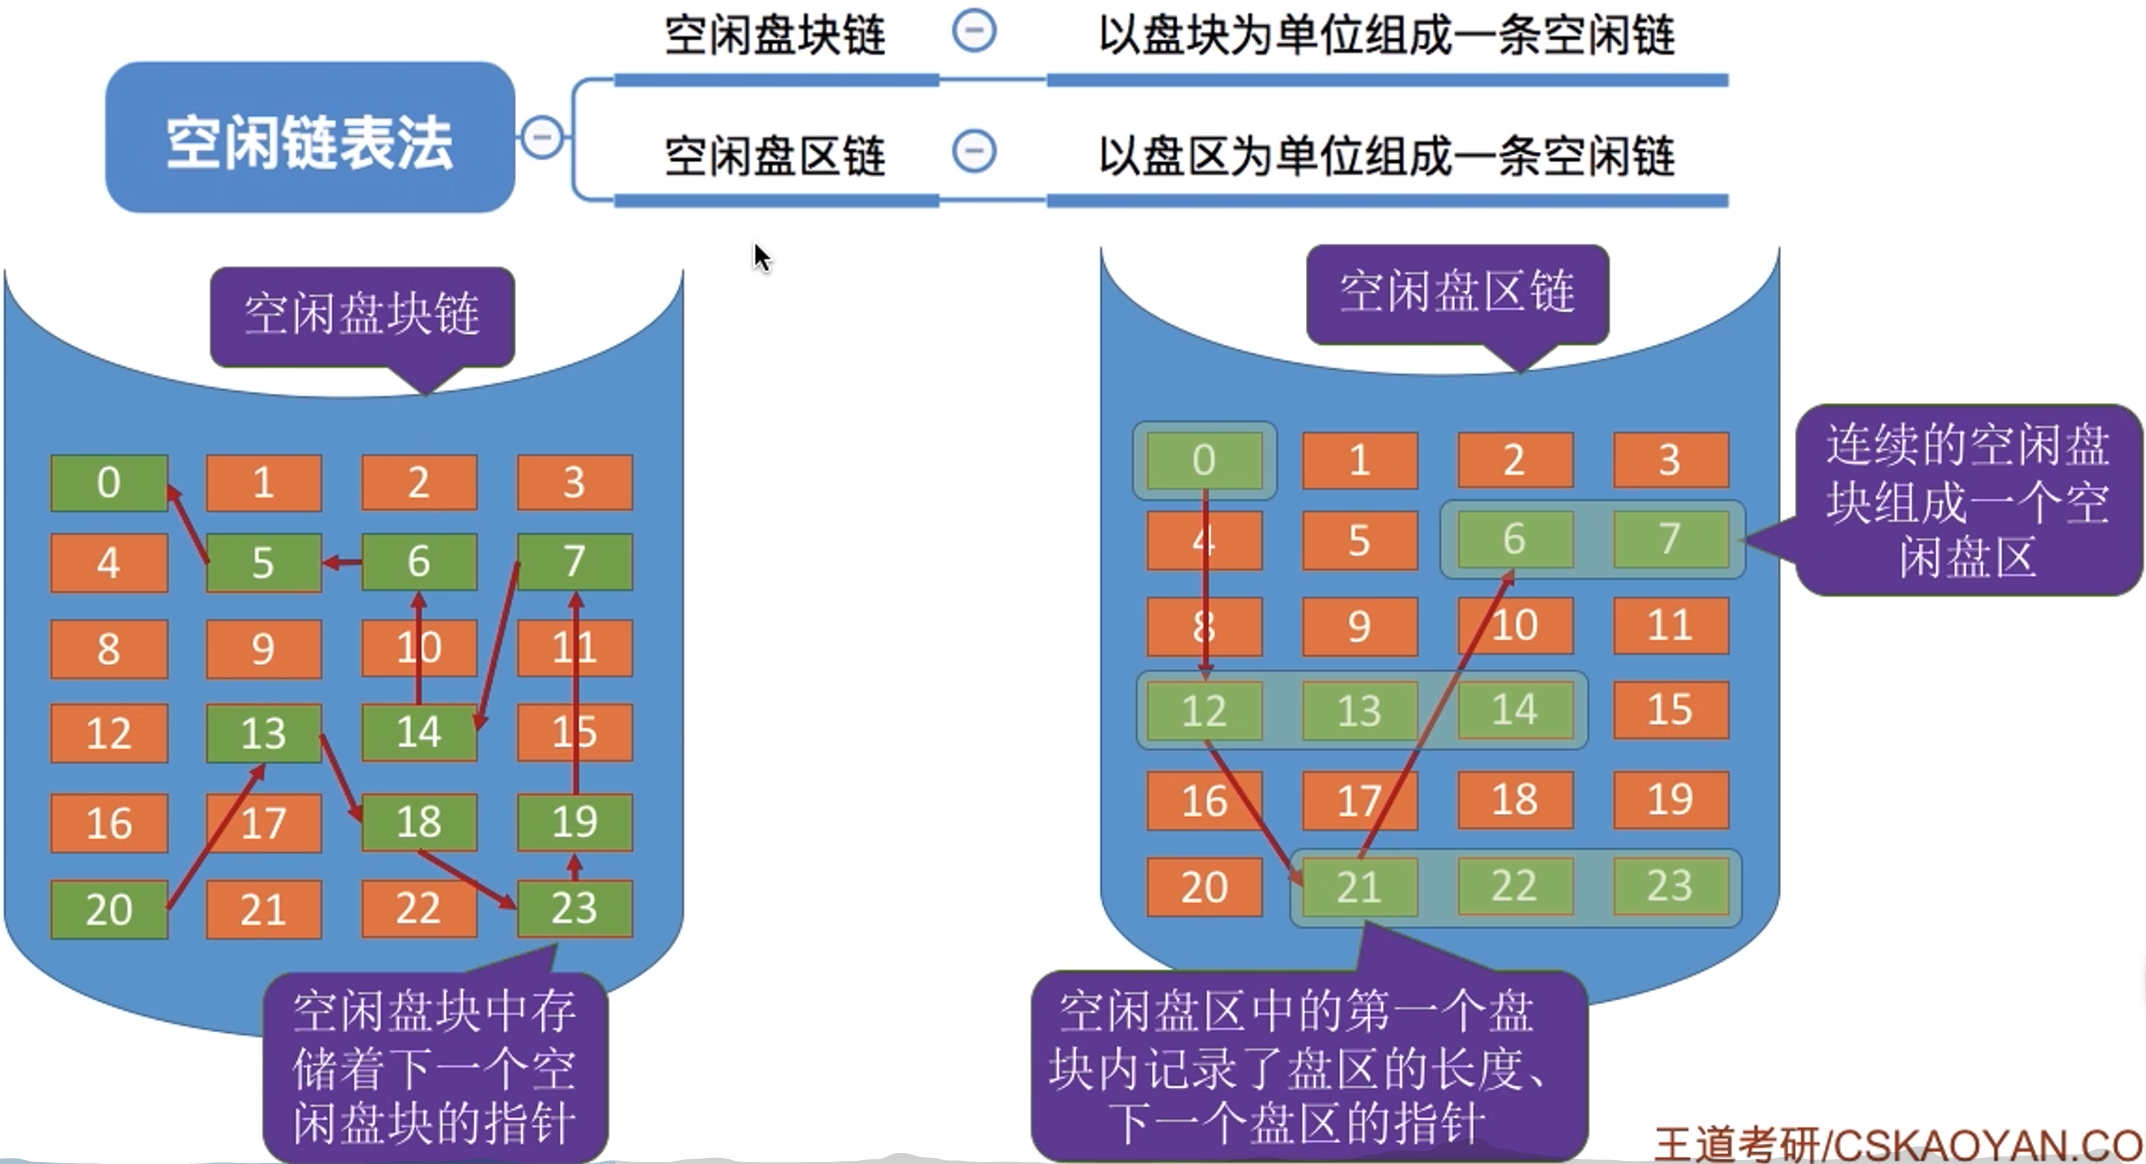 空闲盘块链
以盘块为单位组成一条空闲链
空闲链表法
空闲盘区链
以盘区为单位组成一条空闲链
空闲盘块链
0 1 2 3
4 5 6 7
8 9 10 11
12 13 14 15
16 17 18 19
20 21 22 23
空闲盘块中存
储着下一个空
闲盘块的指针
空闲盘区链
0 1 2 3
4 5 6 7
8 9 10 11
12 13 14 15
16 17 18 19
20 21 22 23
连续的空闲盘
块组成一个空
闲盘区
空闲盘区中的第一个盘
块内记录了盘区的长度、
下一个盘区的指针
王道考研/CSKAOYAN.CO